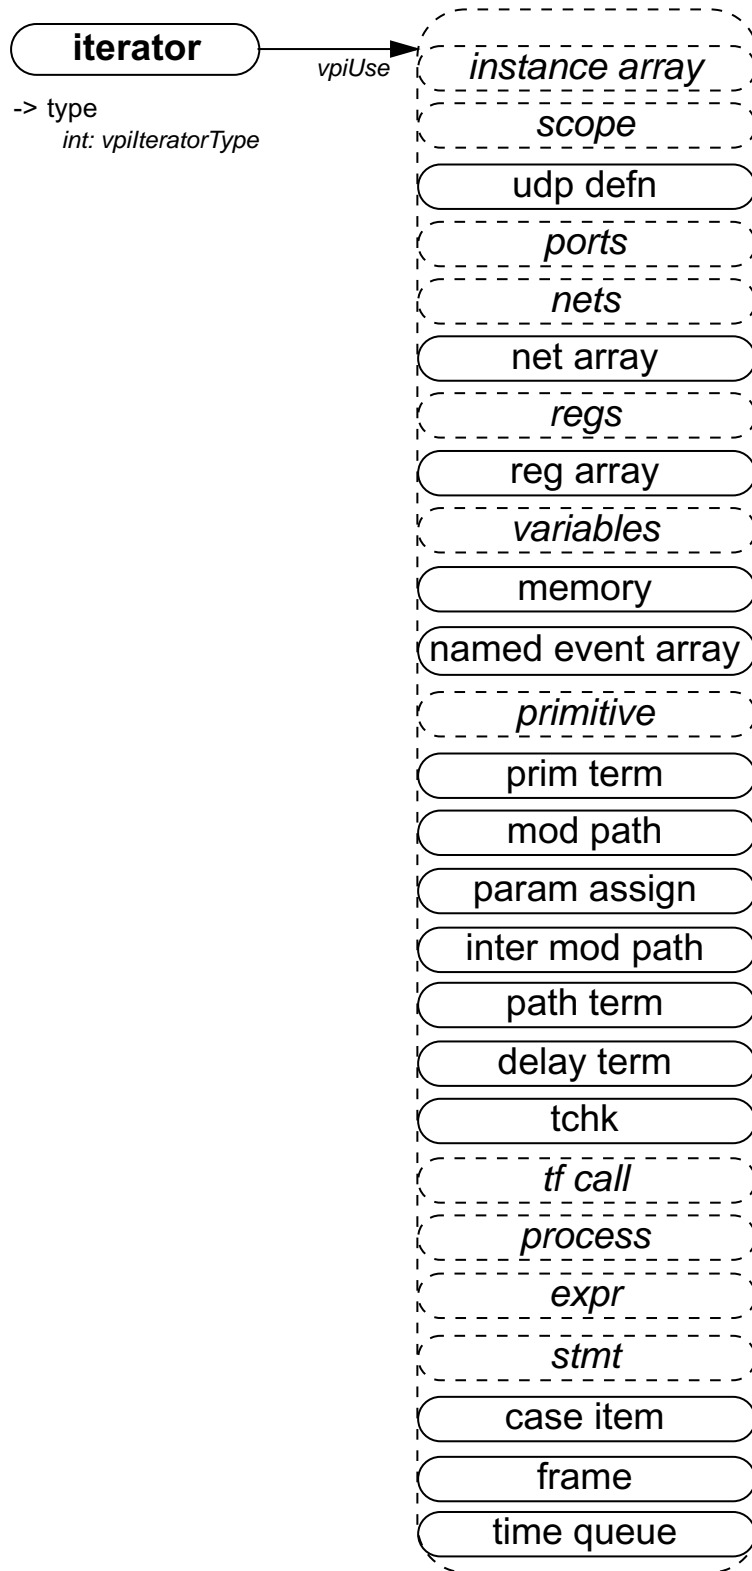 iterator
vpiUse
-> type
int: vpiIteratorType
instance array
scope
udp defn
ports
nets
net array
regs
reg array
variables
memory
named event array
primitive
prim term
mod path
param assign
inter mod path
path term
delay term
tchk
tf call
process
expr
stmt
case item
frame
time queue